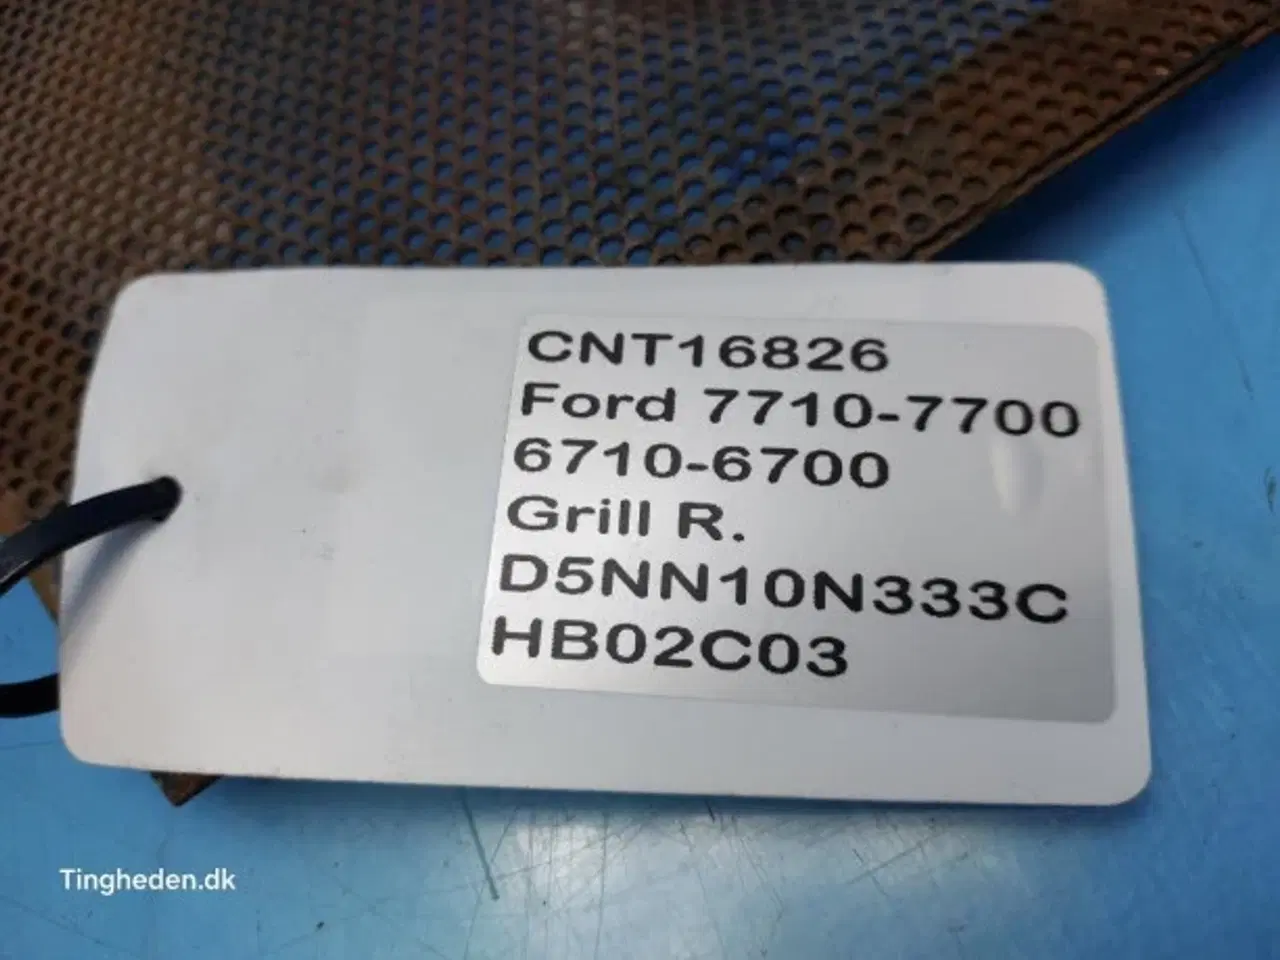 CNT16826
Ford 7710-7700
6710-6700
Grill R.
D5NN10N333C
HB02C03
Tingheden.dk